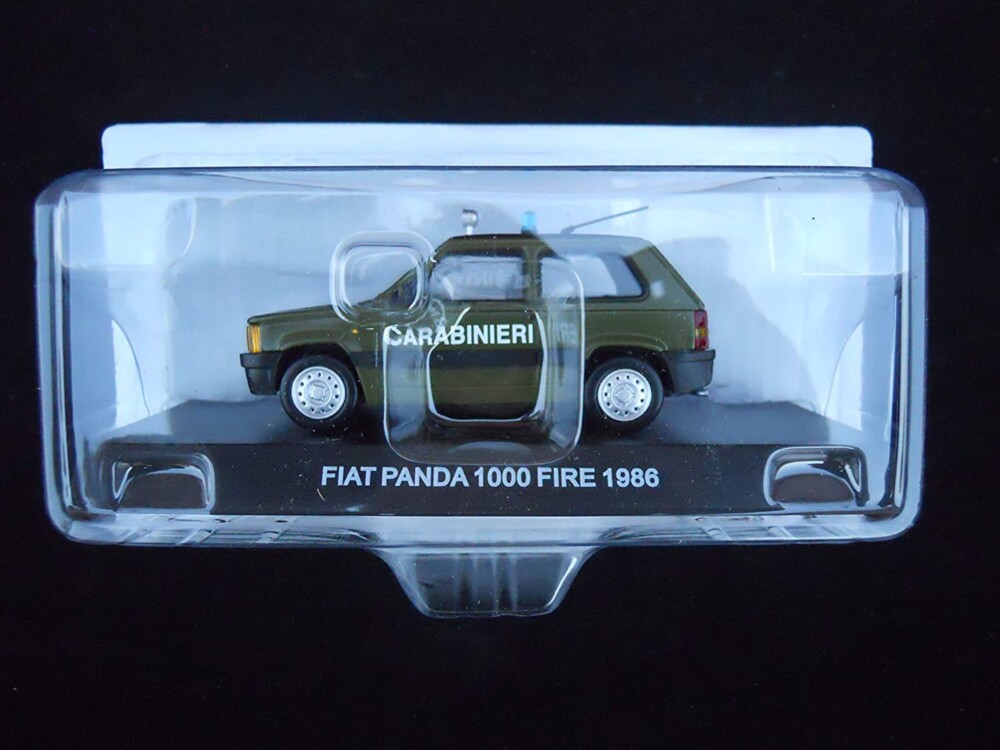 CARABINIERI
FIAT PANDA 1000 FIRE 1986